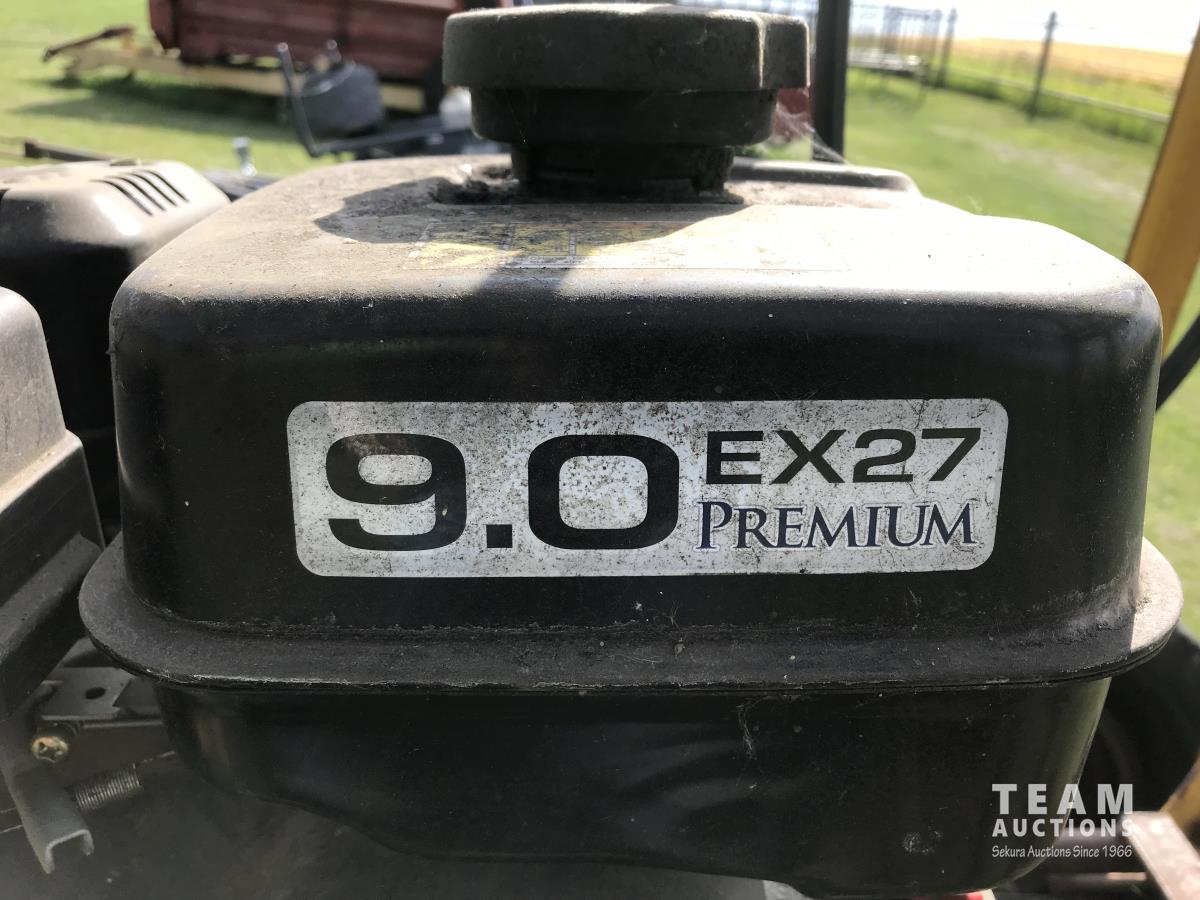 9.0 EX27
PREMIUM
TEAM
AUCTIONS
Sekura Auctions Since 1966